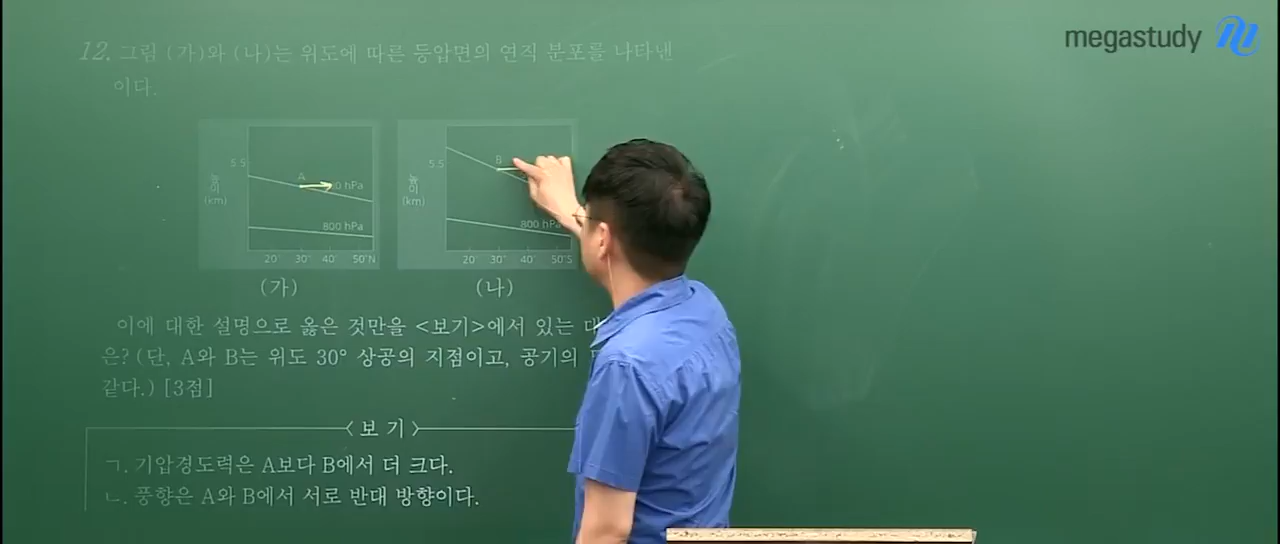 megastudy
12. 그림 (가)와 (나)는 위도에 따른 등압면의 연직 분포를 나타낸
이다.
5.5
높이
(km)
A
0 hPa
800 hPa
20° 30° 40° 50°N
(가)
5.5
높이
(km)
B
800 hPa
20° 30° 40° 50°S
(나)
이에 대한 설명으로 옳은 것만을 <보기>에서 있는 대
은? (단, A와 B는 위도 30° 상공의 지점이고, 공기의
같다.) [3점]
<보기>
ㄱ. 기압경도력은 A보다 B에서 더 크다.
ㄴ. 풍향은 A와 B에서 서로 반대 방향이다.